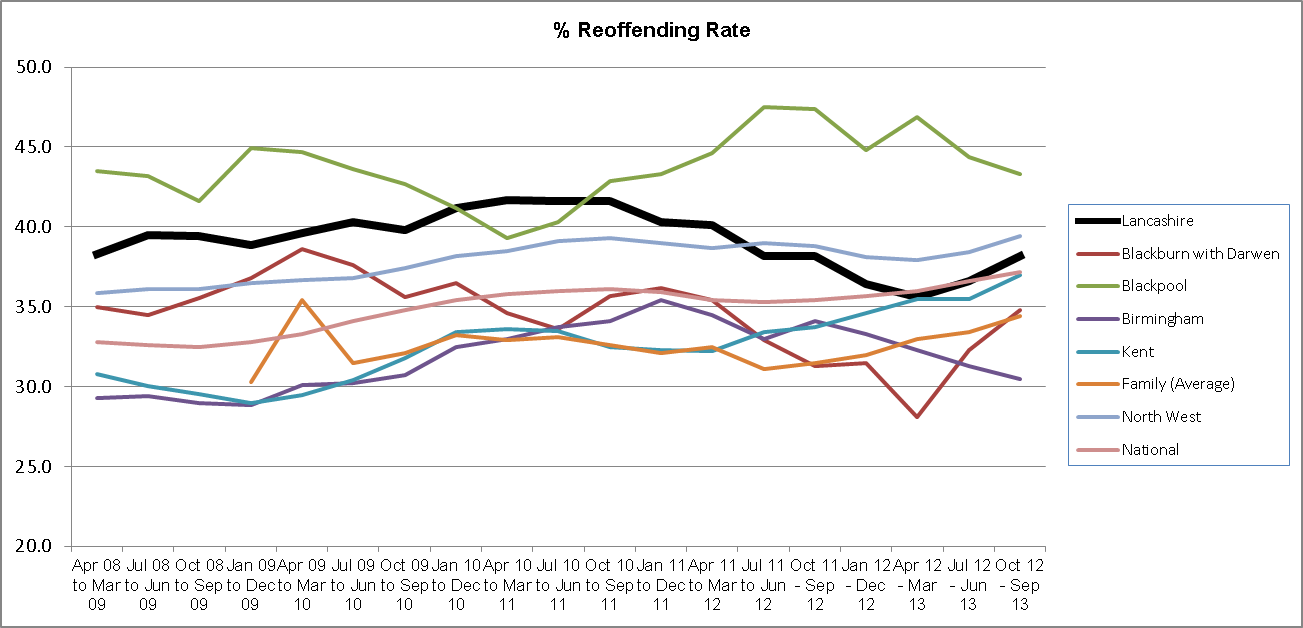 % Reoffending Rate
50.0
45.0
40.0
35.0
30.0
25.0
20.0
Apr 08 to Mar 09
Jul 08 to Jun 09
Oct 08 to Sep 09
Jan 09 to Dec 09
Apr 09 to Mar 10
Jul 09 to Jun 10
Oct 09 to Sep 10
Jan 10 to Dec 10
Apr 10 to Mar 11
Jul 10 to Jun 11
Oct 10 to Sep 11
Jan 11 to Dec 11
Apr 11 to Mar 12
Jul 11 to Jun 12
Oct 11 - Sep 12
Jan 12 - Dec 12
Apr 12 - Mar 13
Jul 12 - Jun 13
Oct 12 - Sep 13
Lancashire
Blackburn with Darwen
Blackpool
Birmingham
Kent
Family (Average)
North West
National